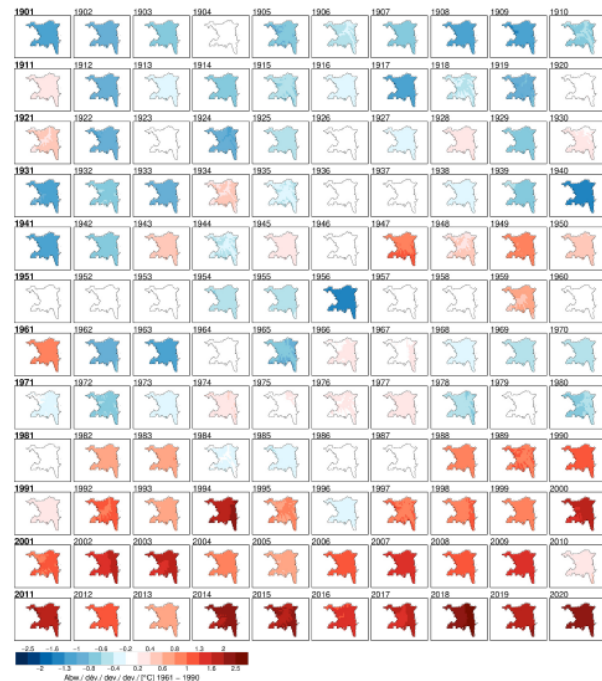 1901 1902 1903 1904 1905 1906 1907 1908 1909 1910
1911 1912 1913 1914 1915 1916 1917 1918 1919 1920
1921 1922 1923 1924 1925 1926 1927 1928 1929 1930
1931 1932 1933 1934 1935 1936 1937 1938 1939 1940
1941 1942 1943 1944 1945 1946 1947 1948 1949 1950
1951 1952 1953 1954 1955 1956 1957 1958 1959 1960
1961 1962 1963 1964 1965 1966 1967 1968 1969 1970
1971 1972 1973 1974 1975 1976 1977 1978 1979 1980
1981 1982 1983 1984 1985 1986 1987 1988 1989 1990
1991 1992 1993 1994 1995 1996 1997 1998 1999 2000
2001 2002 2003 2004 2005 2006 2007 2008 2009 2010
2011 2012 2013 2014 2015 2016 2017 2018 2019 2020
−2.5 −1.6 −1 −0.6 −0.2 0.4 0.8 1.3 2
−2 −1.3 −0.8 −0.4 0.2 0.6 1 1.6 2.5
Abw./ dév./ dev./ dev./ [°C] 1961 − 1990